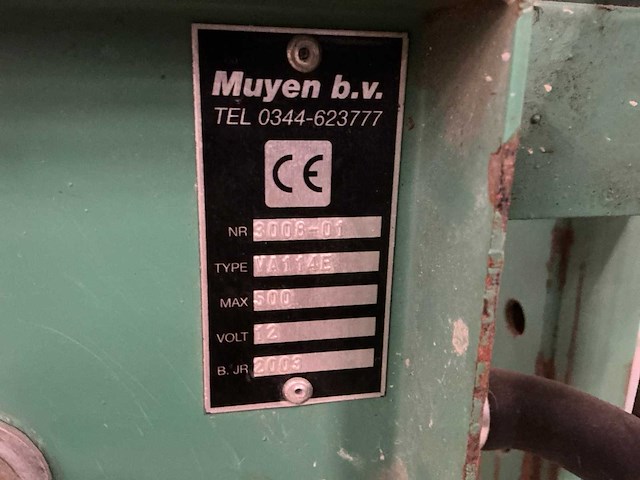 Muyen b.v.
TEL 0344-623777
CE
NR 3008-01
TYPE VA114E
MAX 500
VOLT 12
B. JR 2003